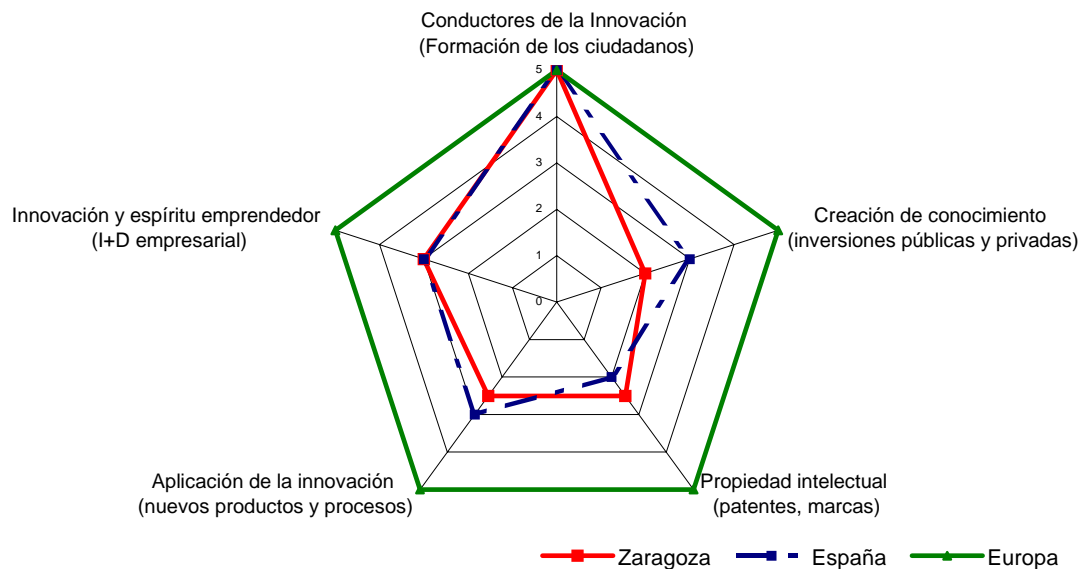 Conductores de la Innovación
(Formación de los ciudadanos)
5
4
3
2
1
0
Innovación y espíritu emprendedor
(I+D empresarial)
Creación de conocimiento
(inversiones públicas y privadas)
Aplicación de la innovación
(nuevos productos y procesos)
Propiedad intelectual
(patentes, marcas)
Zaragoza España Europa